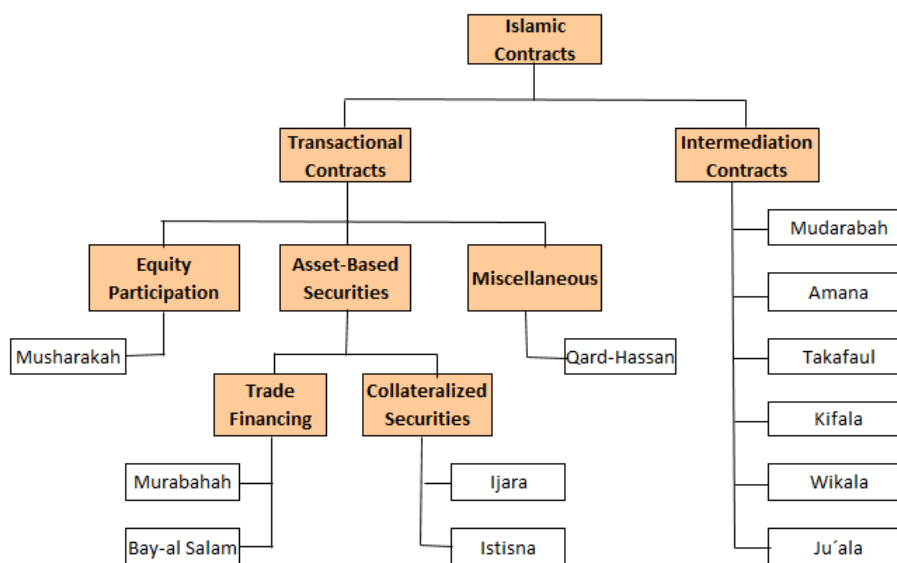 Islamic
Contracts
Transactional
Contracts
Intermediation
Contracts
Mudarabah
Equity
Participation
Asset-Based
Securities
Miscellaneous
Amana
Musharakah
Qard-Hassan
Takafaul
Trade
Financing
Collateralized
Securities
Kifala
Murabahah
Ijara
Wikala
Bay-al Salam
Istisna
Ju´ala